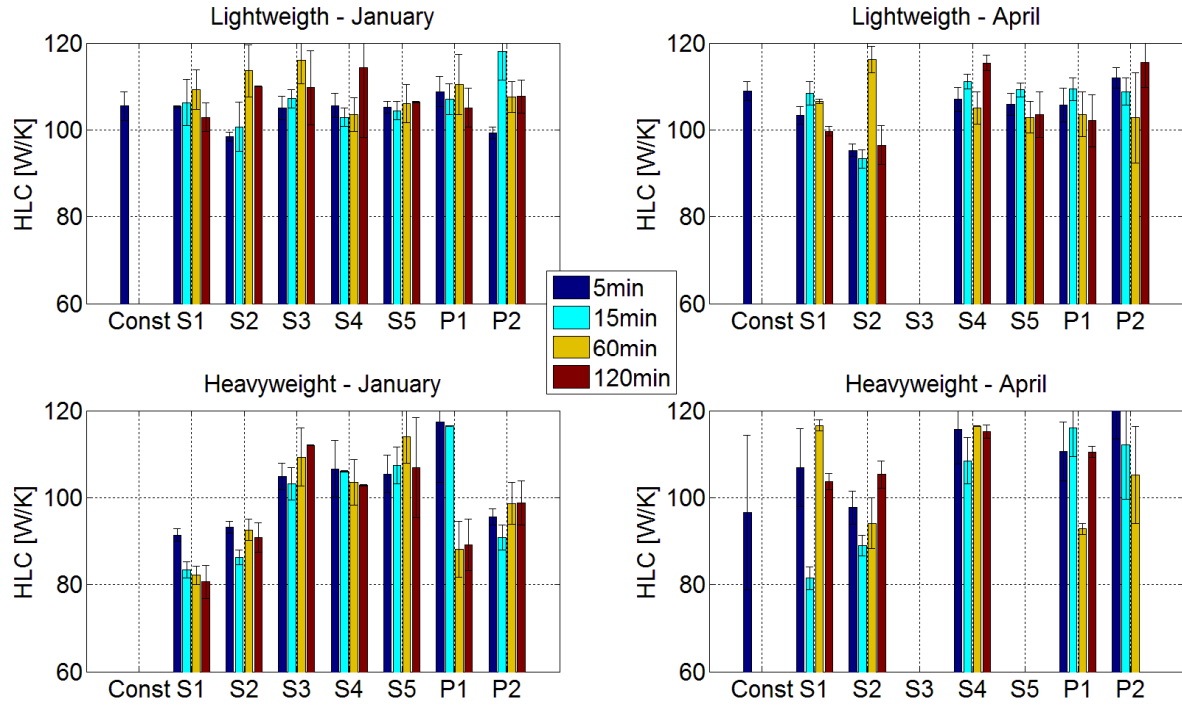 Lightweigth - January
120
100
80
60
HLC [W/K]
Const S1 S2 S3 S4 S5 P1 P2
Lightweigth - April
120
100
80
60
HLC [W/K]
Const S1 S2 S3 S4 S5 P1 P2
5min
15min
60min
120min
Heavyweight - January
120
100
80
60
HLC [W/K]
Const S1 S2 S3 S4 S5 P1 P2
Heavyweight - April
120
100
80
60
HLC [W/K]
Const S1 S2 S3 S4 S5 P1 P2